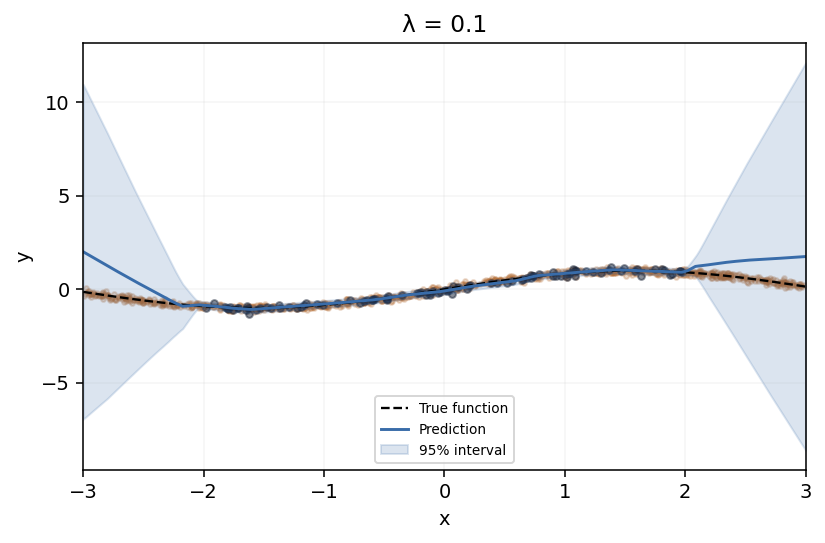 λ = 0.1
10
5
0
−5
y
True function
Prediction
95% interval
−3 −2 −1 0 1 2 3
x